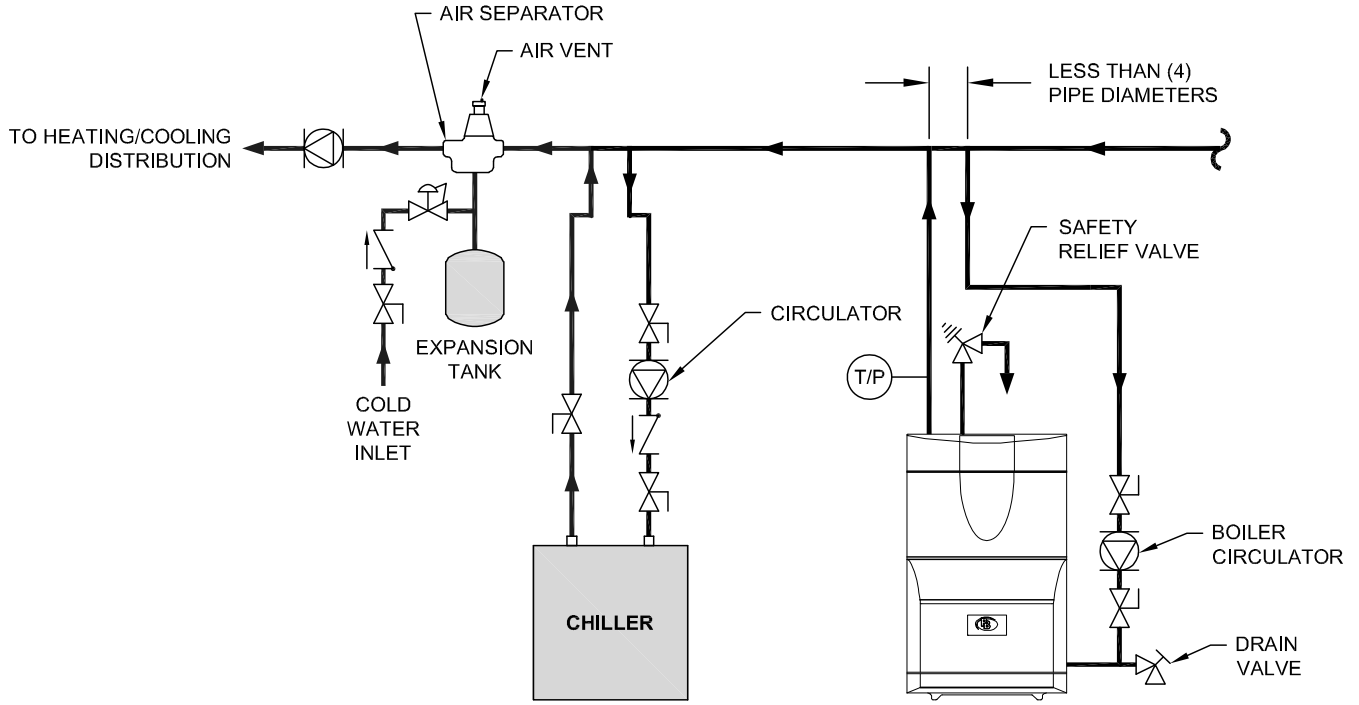 AIR SEPARATOR
AIR VENT
LESS THAN (4)
PIPE DIAMETERS
TO HEATING/COOLING
DISTRIBUTION
SAFETY
RELIEF VALVE
CIRCULATOR
EXPANSION
TANK
T/P
COLD
WATER
INLET
BOILER
CIRCULATOR
CHILLER
DRAIN
VALVE